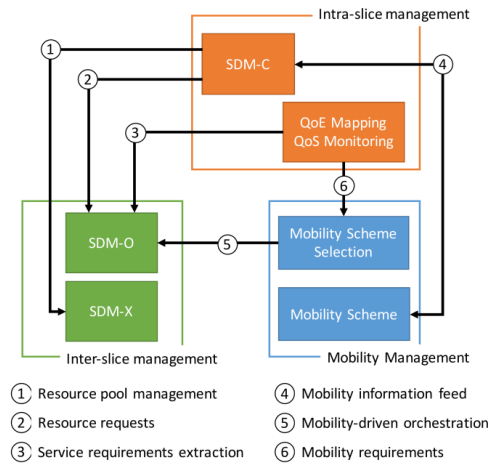 Intra-slice management
1
SDM-C
4
2
QoE Mapping
QoS Monitoring
3
6
SDM-O
Mobility Scheme
Selection
5
SDM-X
Mobility Scheme
Inter-slice management
Mobility Management
1 Resource pool management
2 Resource requests
3 Service requirements extraction
4 Mobility information feed
5 Mobility-driven orchestration
6 Mobility requirements